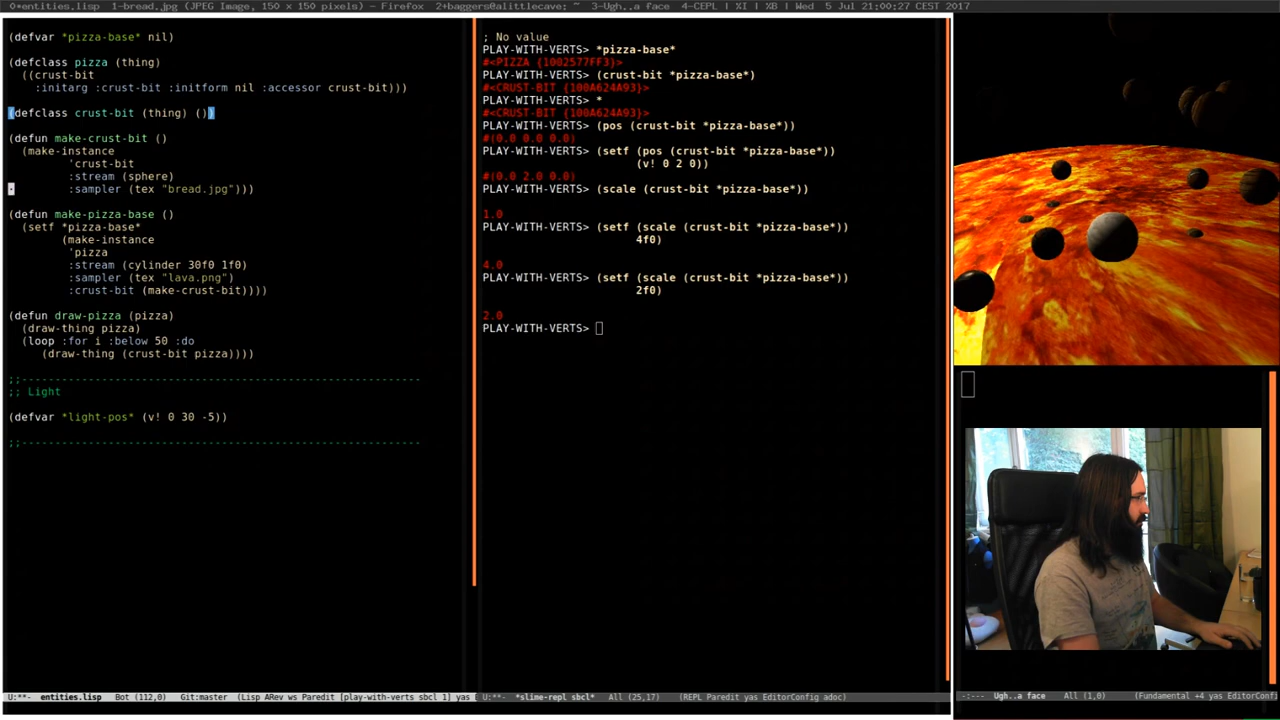 0*entities.lisp  1-bread.jpg (JPEG Image, 150 × 150 pixels) - Firefox  2+baggers@alittlecave: ~  3-Ugh,.a face  4-CEPL | XI | XB | Wed  5 Jul 21:00:27 CEST 2017
(defvar *pizza-base* nil)
(defclass pizza (thing)
  ((crust-bit
    :initarg :crust-bit :initform nil :accessor crust-bit)))
(defclass crust-bit (thing) ())
(defun make-crust-bit ()
  (make-instance
         'crust-bit
         :stream (sphere)
         :sampler (tex "bread.jpg")))
(defun make-pizza-base ()
  (setf *pizza-base*
        (make-instance
         'pizza
         :stream (cylinder 30f0 1f0)
         :sampler (tex "lava.png")
         :crust-bit (make-crust-bit))))
(defun draw-pizza (pizza)
  (draw-thing pizza)
  (loop :for i :below 50 :do
     (draw-thing (crust-bit pizza))))
;;---------------------------------------------------------------
;; Light
(defvar *light-pos* (v! 0 30 -5))
;;---------------------------------------------------------------
U:**-  entities.lisp   Bot (112,0)   Git:master   (Lisp ARev ws Paredit [play-with-verts sbcl 1] yas E
; No value
PLAY-WITH-VERTS> *pizza-base*
#<PIZZA {1002577FF3}>
PLAY-WITH-VERTS> (crust-bit *pizza-base*)
#<CRUST-BIT {100A624A93}>
PLAY-WITH-VERTS> *
#<CRUST-BIT {100A624A93}>
PLAY-WITH-VERTS> (pos (crust-bit *pizza-base*))
#(0.0 0.0 0.0)
PLAY-WITH-VERTS> (setf (pos (crust-bit *pizza-base*))
                       (v! 0 2 0))
#(0.0 2.0 0.0)
PLAY-WITH-VERTS> (scale (crust-bit *pizza-base*))
1.0
PLAY-WITH-VERTS> (setf (scale (crust-bit *pizza-base*))
                       4f0)
4.0
PLAY-WITH-VERTS> (setf (scale (crust-bit *pizza-base*))
                       2f0)
2.0
PLAY-WITH-VERTS>
U:**-  *slime-repl sbcl*   All (25,17)     (REPL Paredit yas EditorConfig adoc)
-:---  Ugh,.a face   All (1,0)     (Fundamental +4 yas EditorConfi